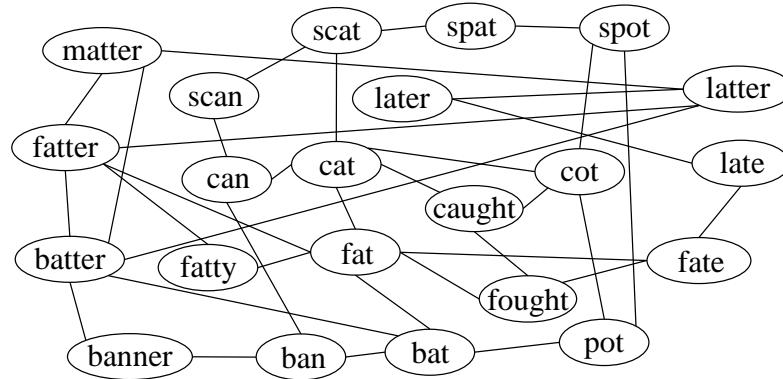 scat
spat
spot
matter
scan
later
latter
fatter
can
cat
cot
late
caught
batter
fatty
fat
fate
fought
banner
ban
bat
pot